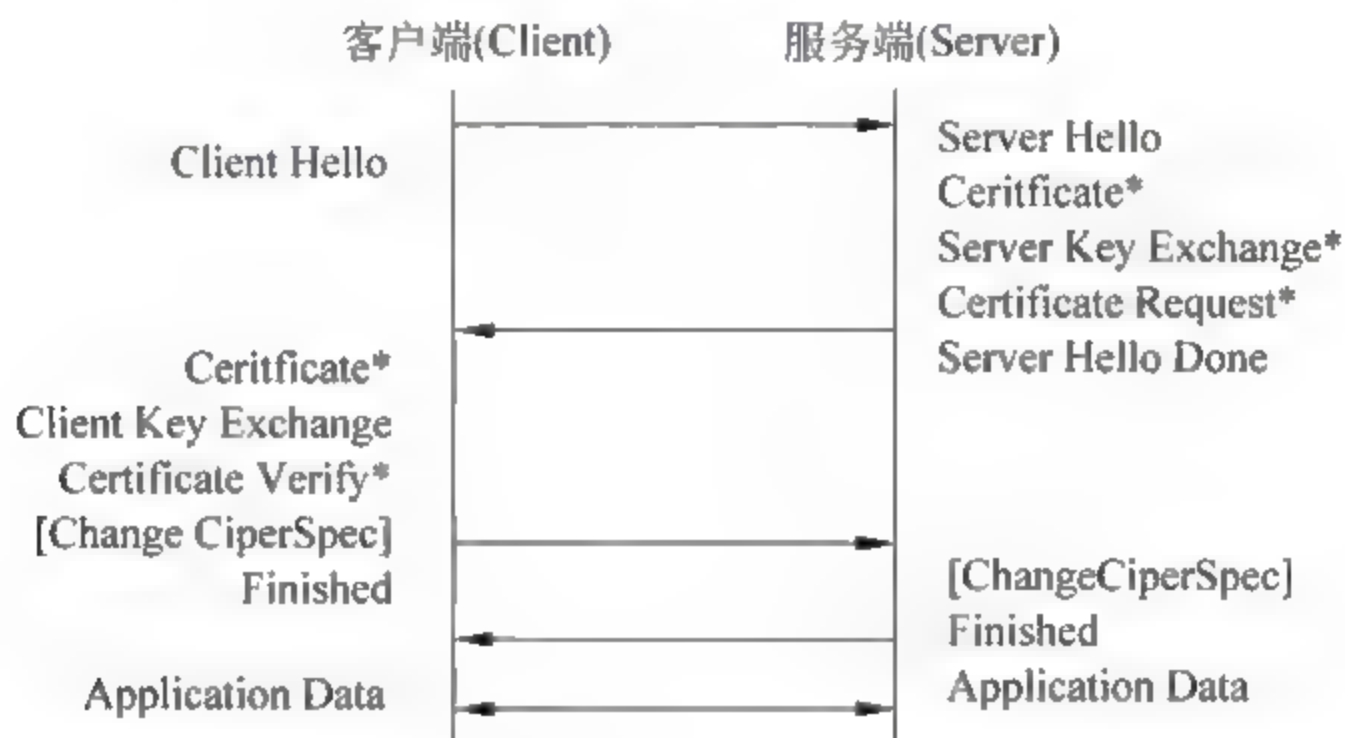 客户端(Client)
服务端(Server)
Client Hello
Server Hello
Ceritficate*
Server Key Exchange*
Certificate Request*
Server Hello Done
Ceritficate*
Client Key Exchange
Certificate Verify*
[Change CiperSpec]
Finished
[ChangeCiperSpec]
Finished
Application Data
Application Data